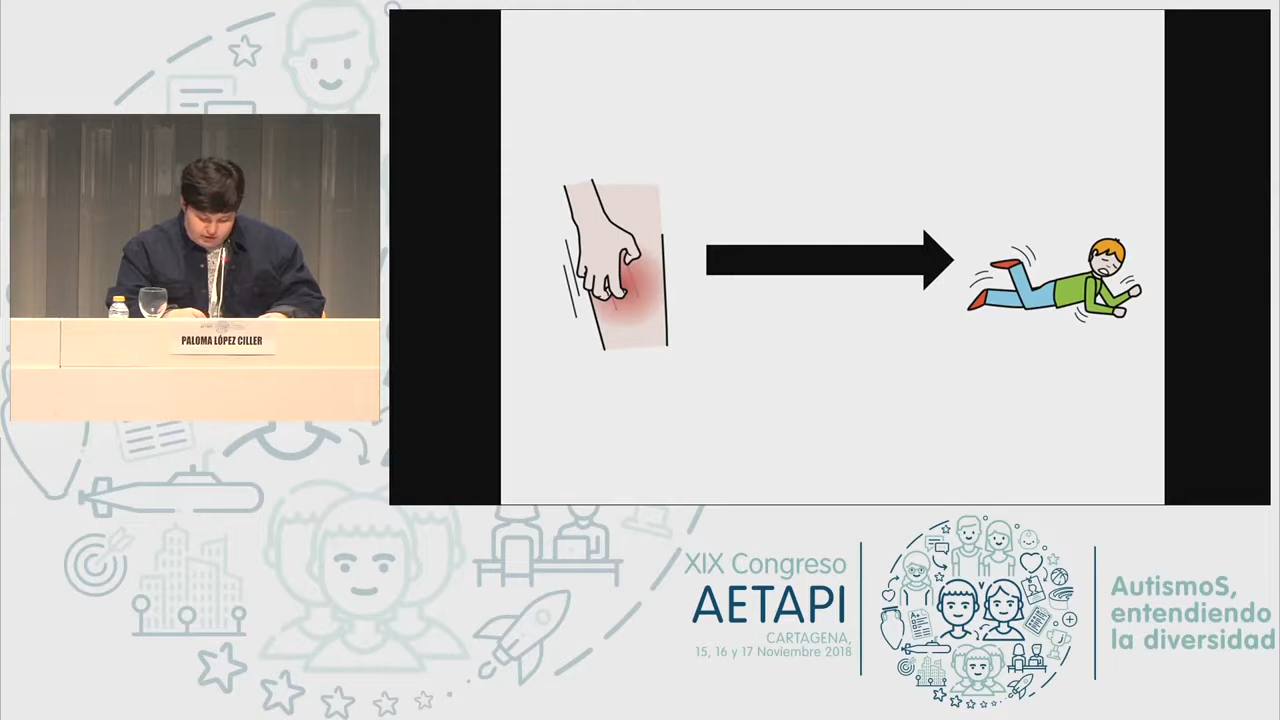 PALOMA LÓPEZ CILLER
XIX Congreso
AETAPI
CARTAGENA,
15, 16 y 17 Noviembre 2018
AutismoS,
entendiendo
la diversidad